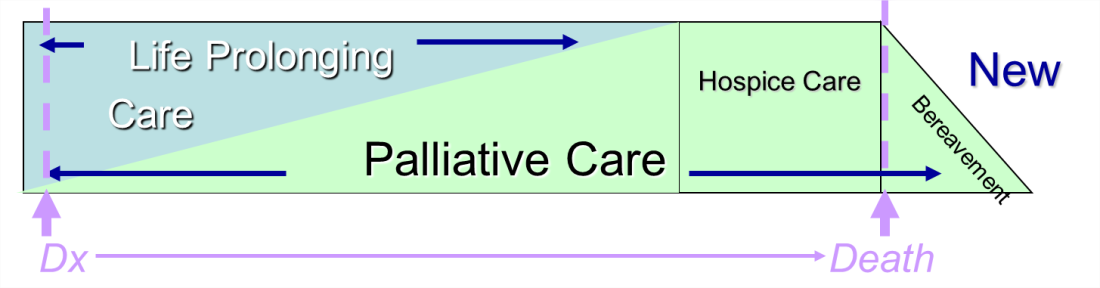 Life Prolonging
Care
Hospice Care
New
Bereavement
Palliative Care
Dx
Death